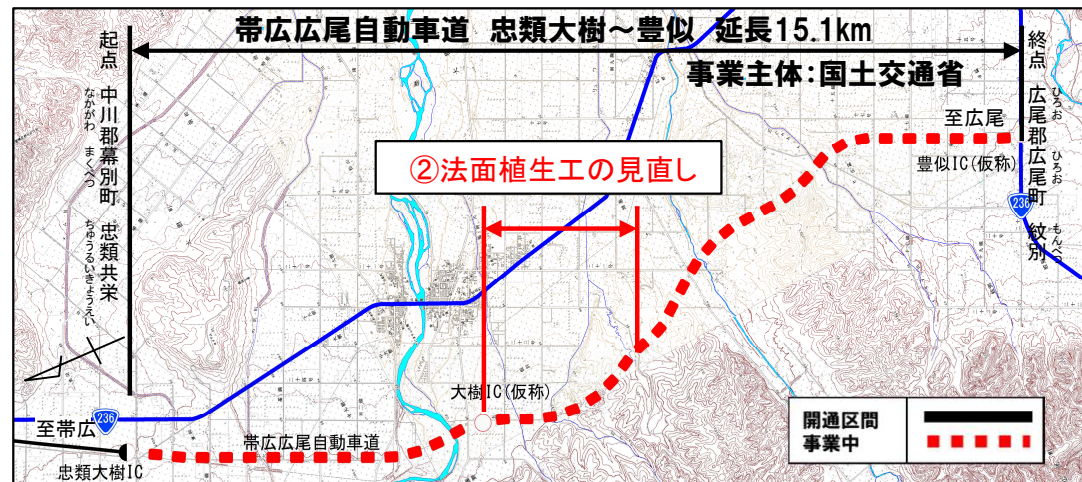 帯広広尾自動車道 忠類大樹～豊似 延長15.1km
事業主体：国土交通省
起点 中川郡幕別町 忠類共栄
なかがわ まくべつ ちゅうるいきょうえい
終点 広尾郡広尾町 紋別
ひろお ひろお もんべつ
至広尾
豊似IC(仮称)
236
②法面植生工の見直し
大樹IC(仮称)
236
至帯広
帯広広尾自動車道
忠類大樹IC
開通区間
事業中